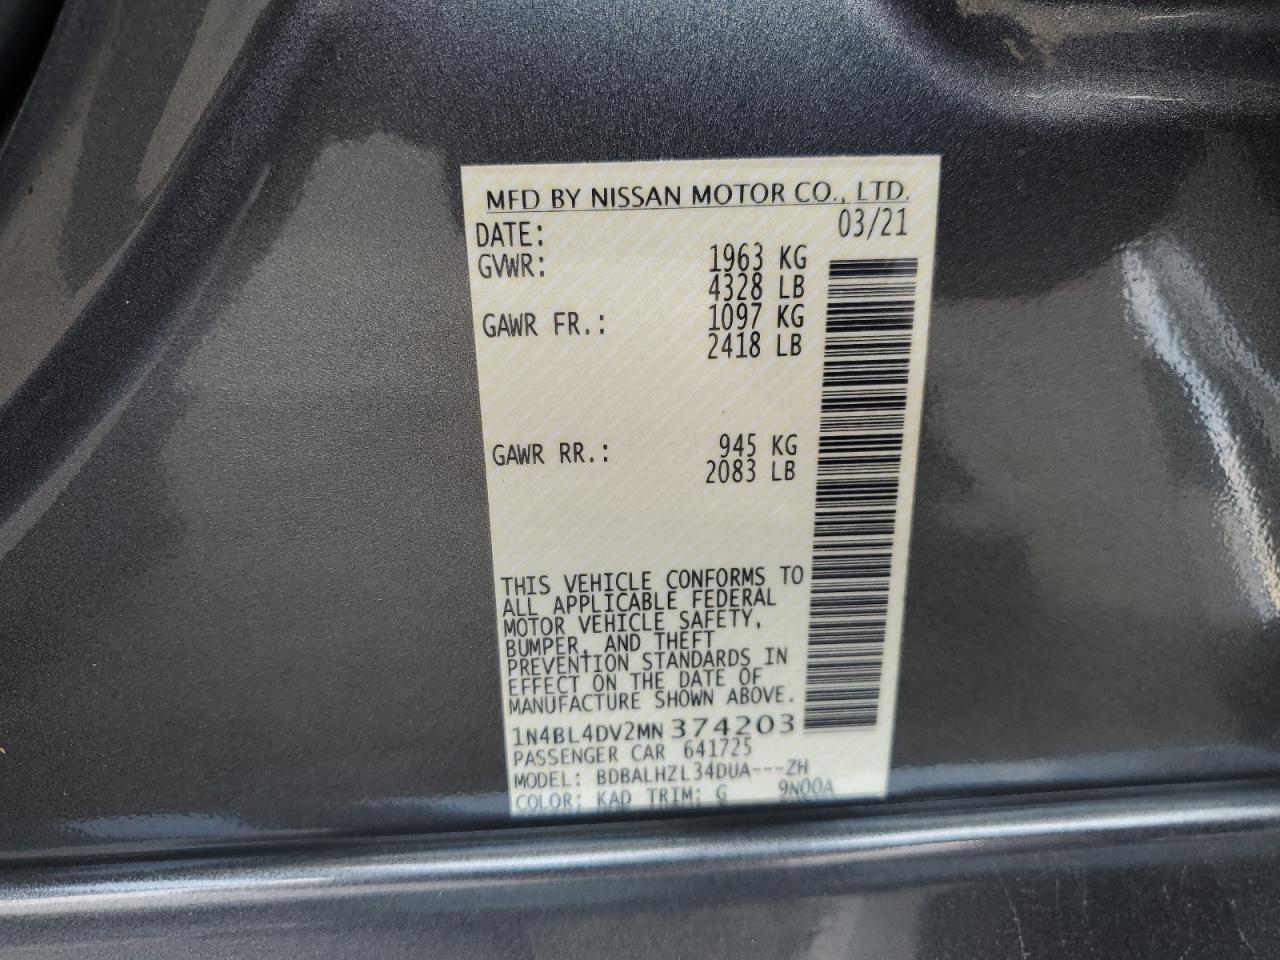 MFD BY NISSAN MOTOR CO., LTD.
DATE: 03/21
GVWR: 1963 KG
4328 LB
GAWR FR.: 1097 KG
2418 LB
GAWR RR.: 945 KG
2083 LB
THIS VEHICLE CONFORMS TO
ALL APPLICABLE FEDERAL
MOTOR VEHICLE SAFETY,
BUMPER, AND THEFT
PREVENTION STANDARDS IN
EFFECT ON THE DATE OF
MANUFACTURE SHOWN ABOVE.
1N4BL4DV2MN374203
PASSENGER CAR 641725
MODEL: BDBALHZL34DUA---ZH
COLOR: KAD TRIM: G 9N00A